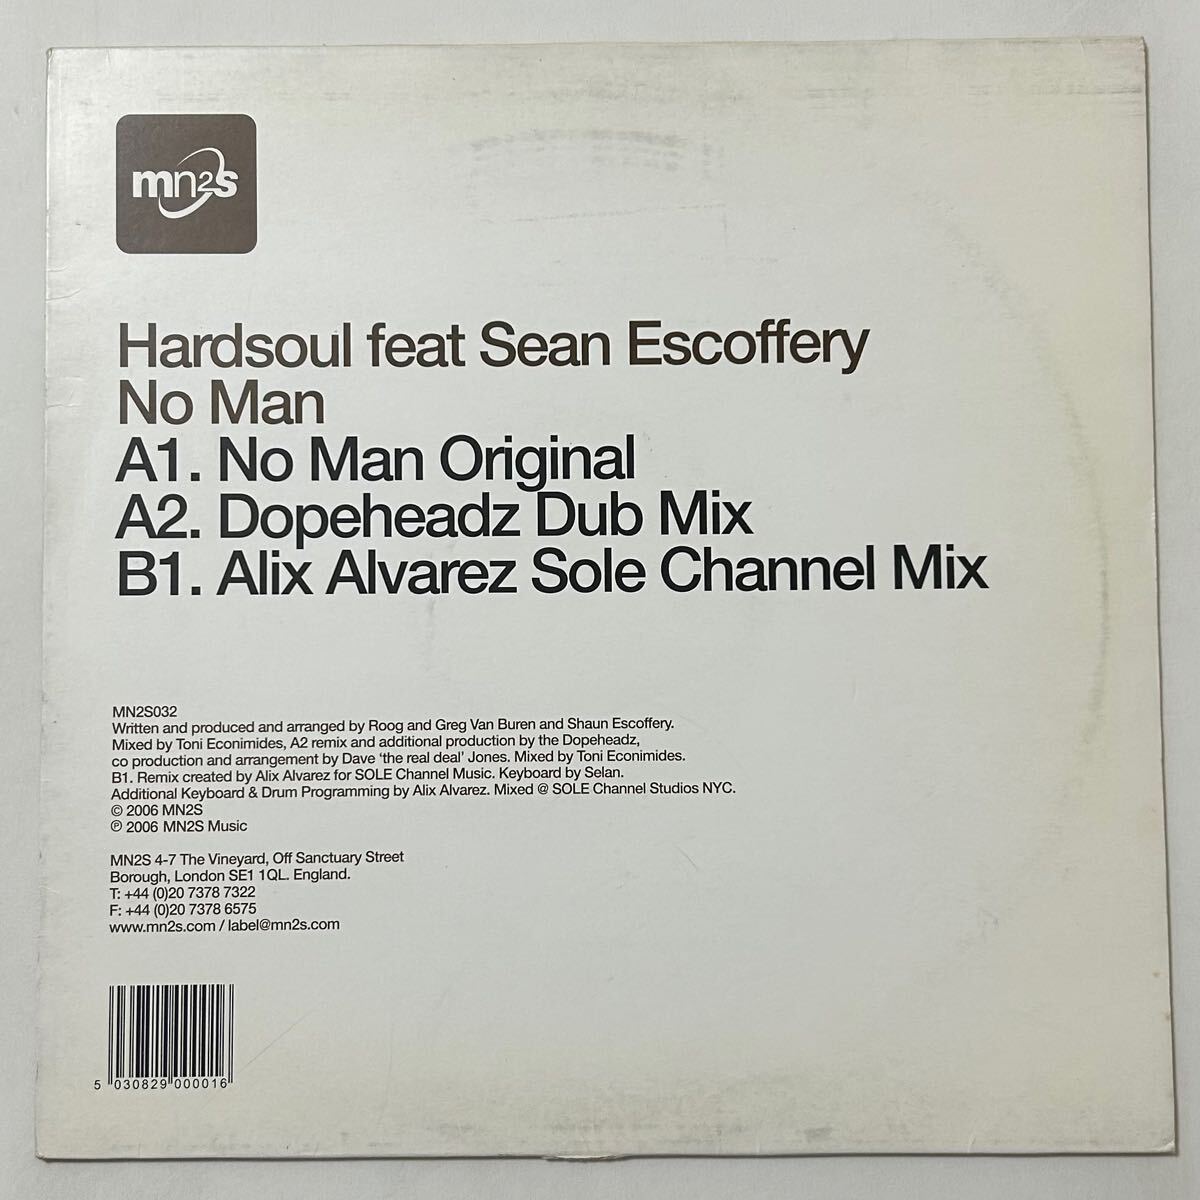 mn2s
Hardsoul feat Sean Escoffery
No Man
A1. No Man Original
A2. Dopeheadz Dub Mix
B1. Alix Alvarez Sole Channel Mix
MN2S032
Written and produced and arranged by Roog and Greg Van Buren and Shaun Escoffery.
Mixed by Toni Econimides, A2 remix and additional production by the Dopeheadz,
co production and arrangement by Dave ‘the real deal’ Jones. Mixed by Toni Econimides.
B1. Remix created by Alix Alvarez for SOLE Channel Music. Keyboard by Selan.
Additional Keyboard & Drum Programming by Alix Alvarez. Mixed @ SOLE Channel Studios NYC.
© 2006 MN2S
℗ 2006 MN2S Music
MN2S 4-7 The Vineyard, Off Sanctuary Street
Borough, London SE1 1QL. England.
T: +44 (0)20 7378 7322
F: +44 (0)20 7378 6575
www.mn2s.com / label@mn2s.com
5 030829 000016